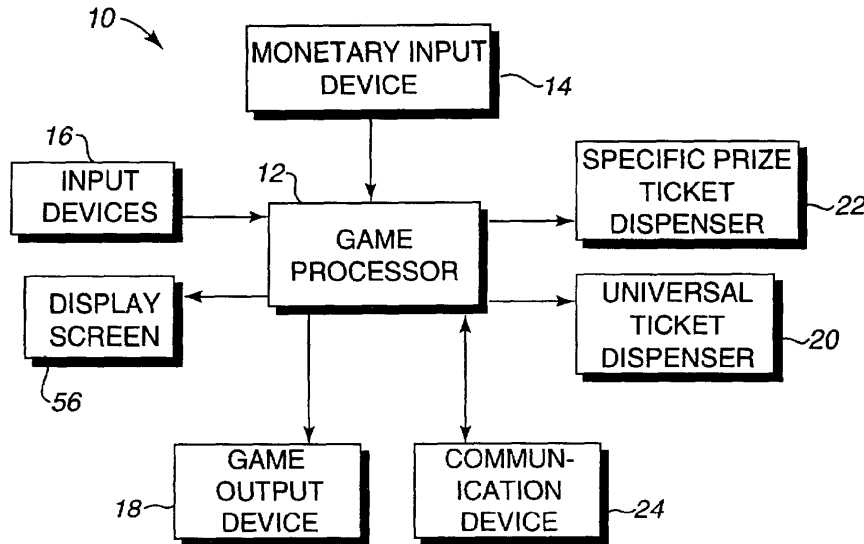 10
MONETARY INPUT
DEVICE
14
16
INPUT
DEVICES
12
GAME
PROCESSOR
SPECIFIC PRIZE
TICKET
DISPENSER
22
DISPLAY
SCREEN
56
UNIVERSAL
TICKET
DISPENSER
20
GAME
OUTPUT
DEVICE
18
COMMUN-
ICATION
DEVICE
24